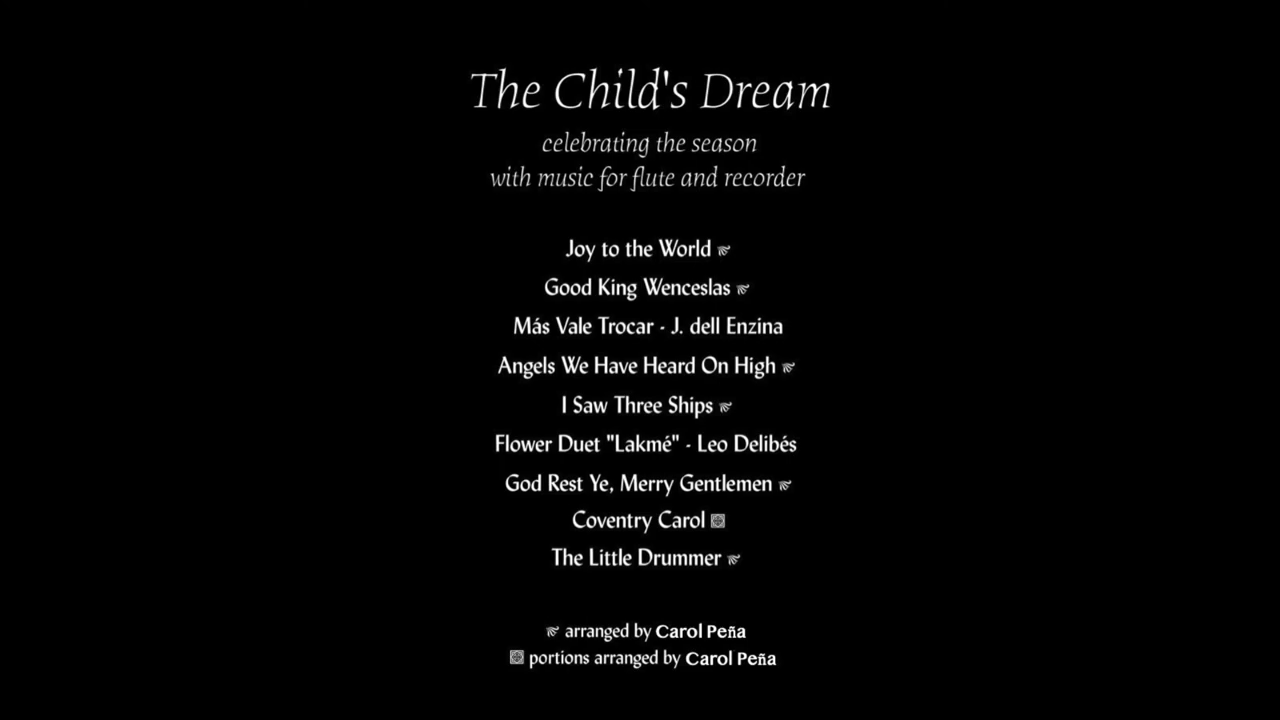 The Child's Dream
celebrating the season
with music for flute and recorder
Joy to the World
Good King Wenceslas
Más Vale Trocar - J. dell Enzina
Angels We Have Heard On High
I Saw Three Ships
Flower Duet "Lakmé" - Leo Delibés
God Rest Ye, Merry Gentlemen
Coventry Carol
The Little Drummer
arranged by Carol Peña
portions arranged by Carol Peña